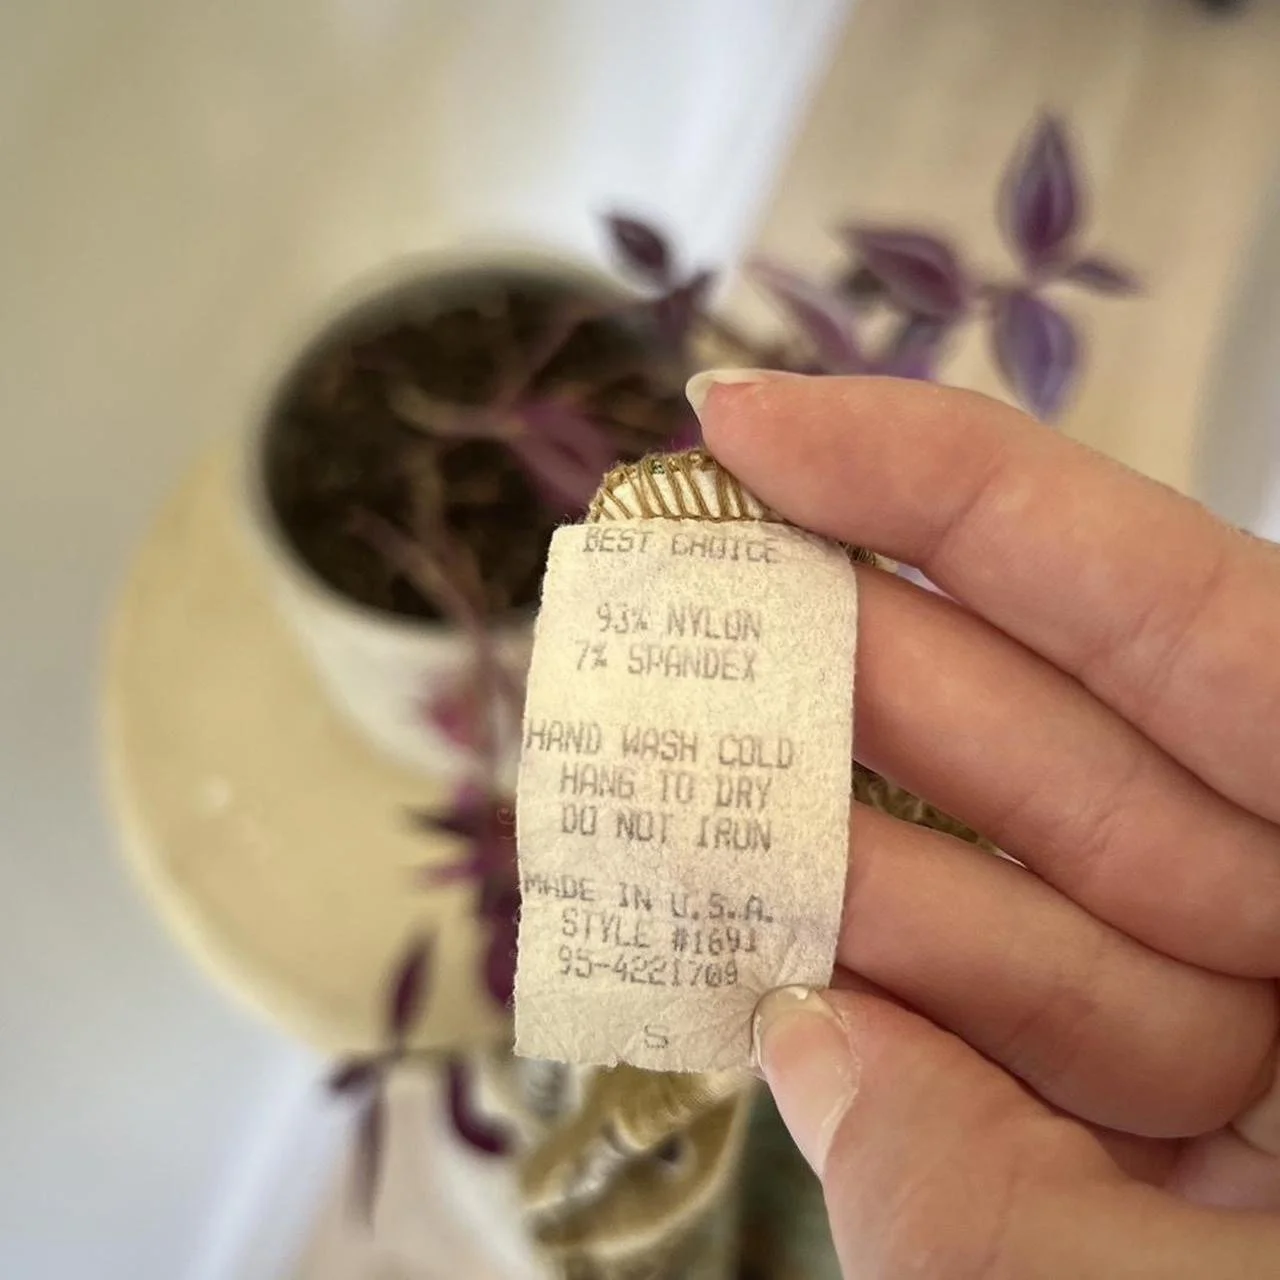 BEST CHOICE
93% NYLON
7% SPANDEX
HAND WASH COLD
HANG TO DRY
DO NOT IRON
MADE IN U.S.A.
STYLE #1691
95-4221709
S